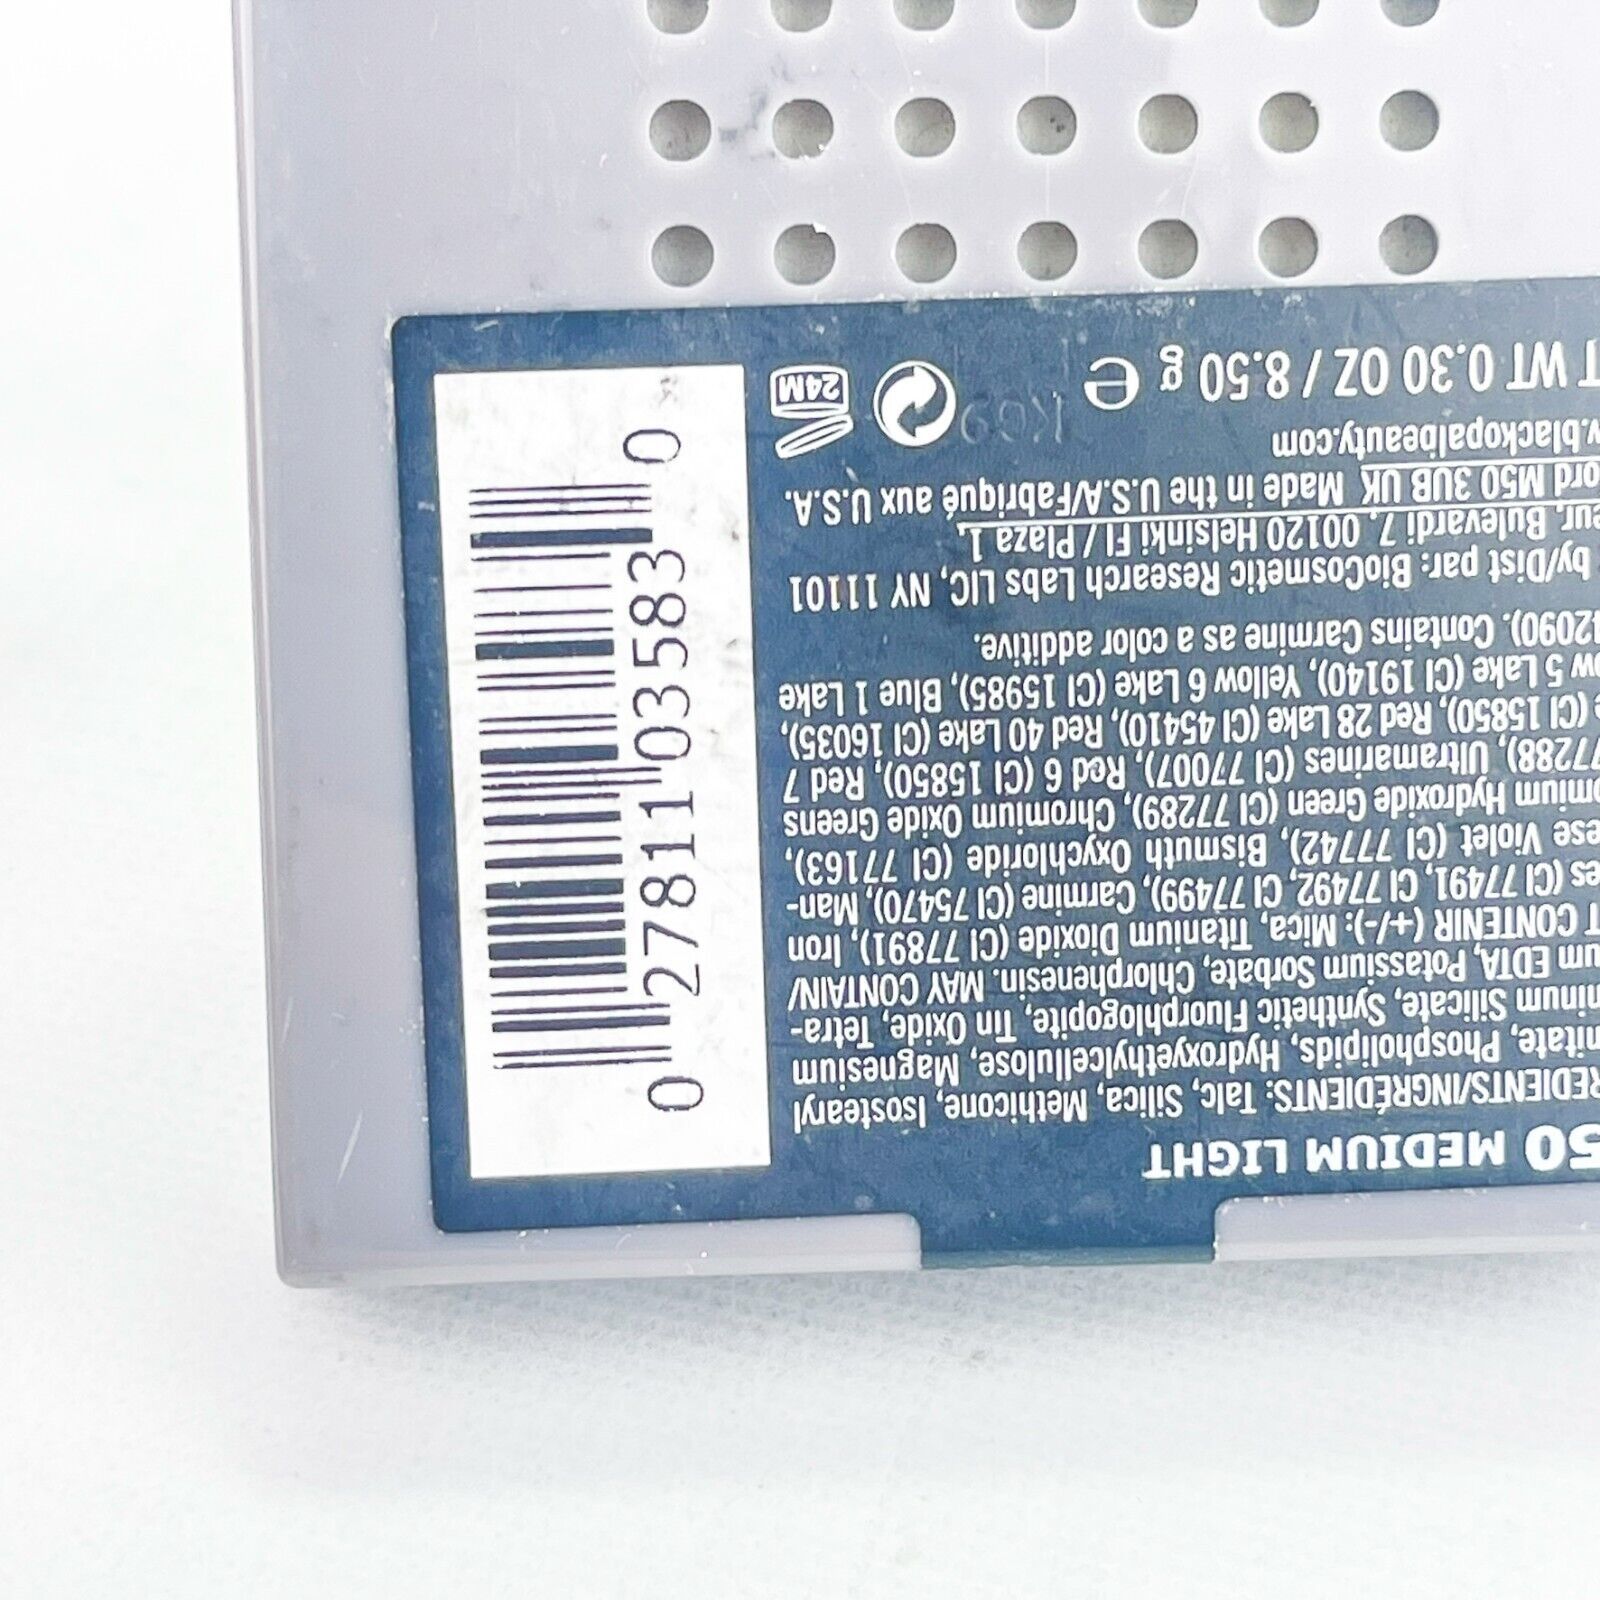 50 MEDIUM LIGHT
REDIENTS/INGRÉDIENTS: Talc, Silica, Methicone, Isostearyl
mitate, Phospholipids, Hydroxyethylcellulose, Magnesium
minum Silicate, Synthetic Fluorphlogopite, Tin Oxide, Tetra-
um EDTA, Potassium Sorbate, Chlorphenesin. MAY CONTAIN/
T CONTENIR (+/-): Mica, Titanium Dioxide (CI 77891), Iron
es (CI 77491, CI 77492, CI 77499), Carmine (CI 75470), Man-
ese Violet (CI 77742), Bismuth Oxychloride (CI 77163),
omium Hydroxide Green (CI 77289), Chromium Oxide Greens
77288), Ultramarines (CI 77007), Red 6 (CI 15850), Red 7
e (CI 15850), Red 28 Lake (CI 45410), Red 40 Lake (CI 16035),
ow 5 Lake (CI 19140), Yellow 6 Lake (CI 15985), Blue 1 Lake
42090). Contains Carmine as a color additive.
by/Dist par: BioCosmetic Research Labs LIC, NY 11101
eur, Bulevardi 7, 00120 Helsinki FI / Plaza 1,
ord M50 3UB UK Made in the U.S.A/Fabriqué aux U.S.A.
w.blackopalbeauty.com
T WT 0.30 OZ / 8.50 g e
24M
0 27811 03583 0